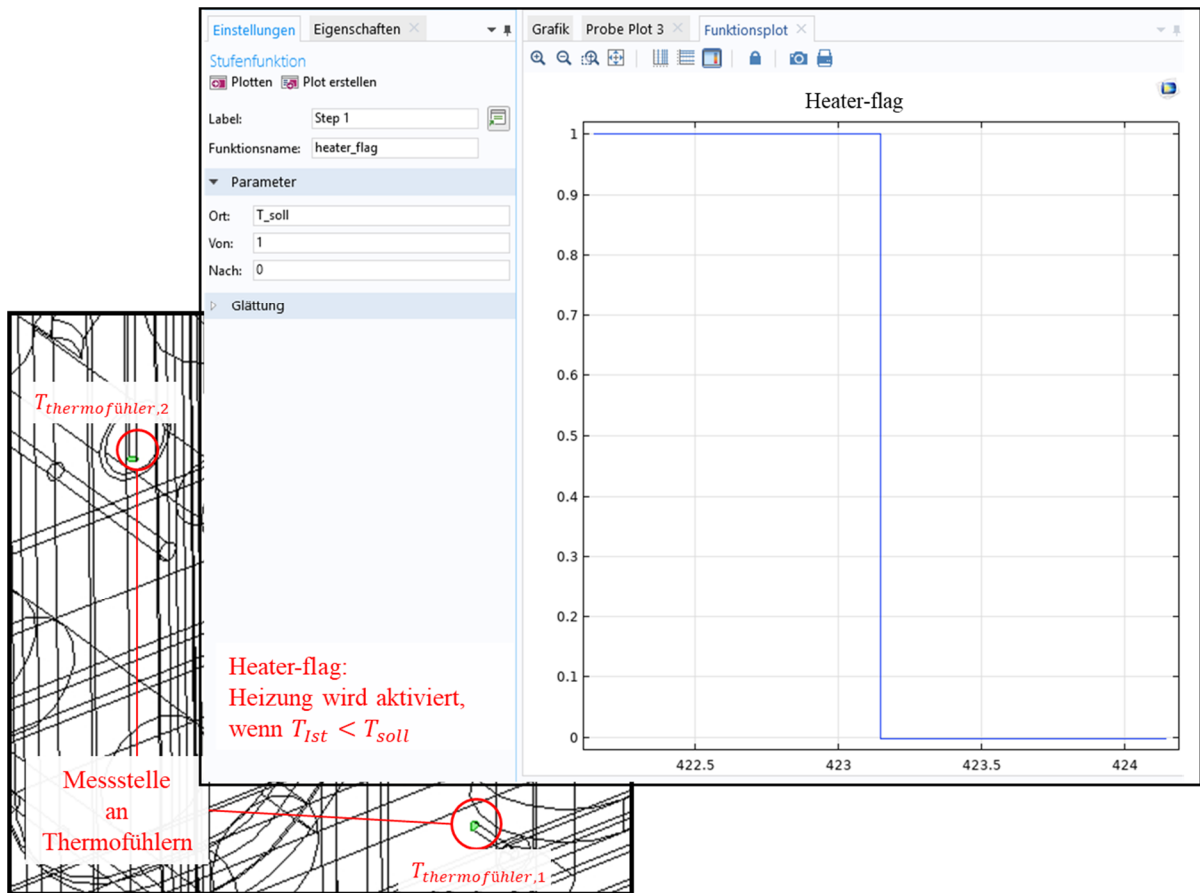 Einstellungen Eigenschaften
Stufenfunktion
Plotten Plot erstellen
Label: Step 1
Funktionsname: heater_flag
Parameter
Ort: T_soll
Von: 1
Nach: 0
Glättung
Grafik Probe Plot 3 Funktionsplot
Heater-flag
1
0.9
0.8
0.7
0.6
0.5
0.4
0.3
0.2
0.1
0
422.5 423 423.5 424
Heater-flag:
Heizung wird aktiviert,
wenn T_Ist < T_soll
T_thermofühler,2
Messstelle
an
Thermofühlern
T_thermofühler,1